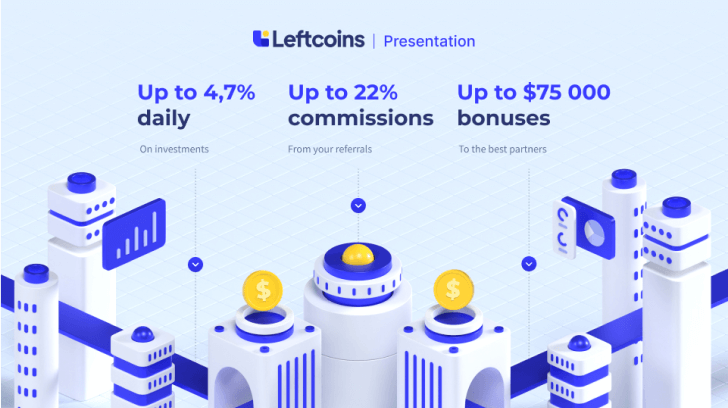 Leftcoins | Presentation
Up to 4,7% daily
On investments
Up to 22% commissions
From your referrals
Up to $75 000 bonuses
To the best partners
$
$